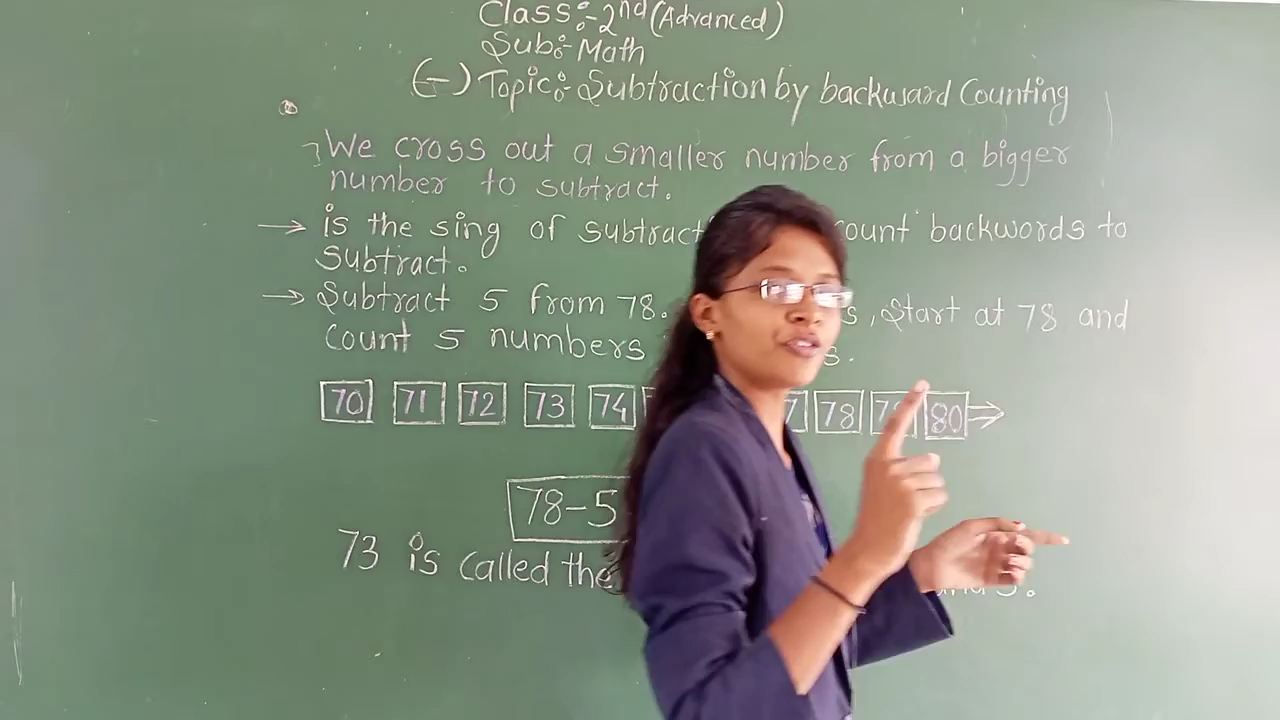 Class:-2nd (Advanced)
Sub:- Math
(-) Topic:- Subtraction by backward Counting
We cross out a smaller number from a bigger
number to subtract.
→ is the sing of subtract ount backwords to
subtract.
→ Subtract 5 from 78. s, Start at 78 and
count 5 numbers s.
70 71 72 73 74 78 80 →
78-5
73 is called the 5.